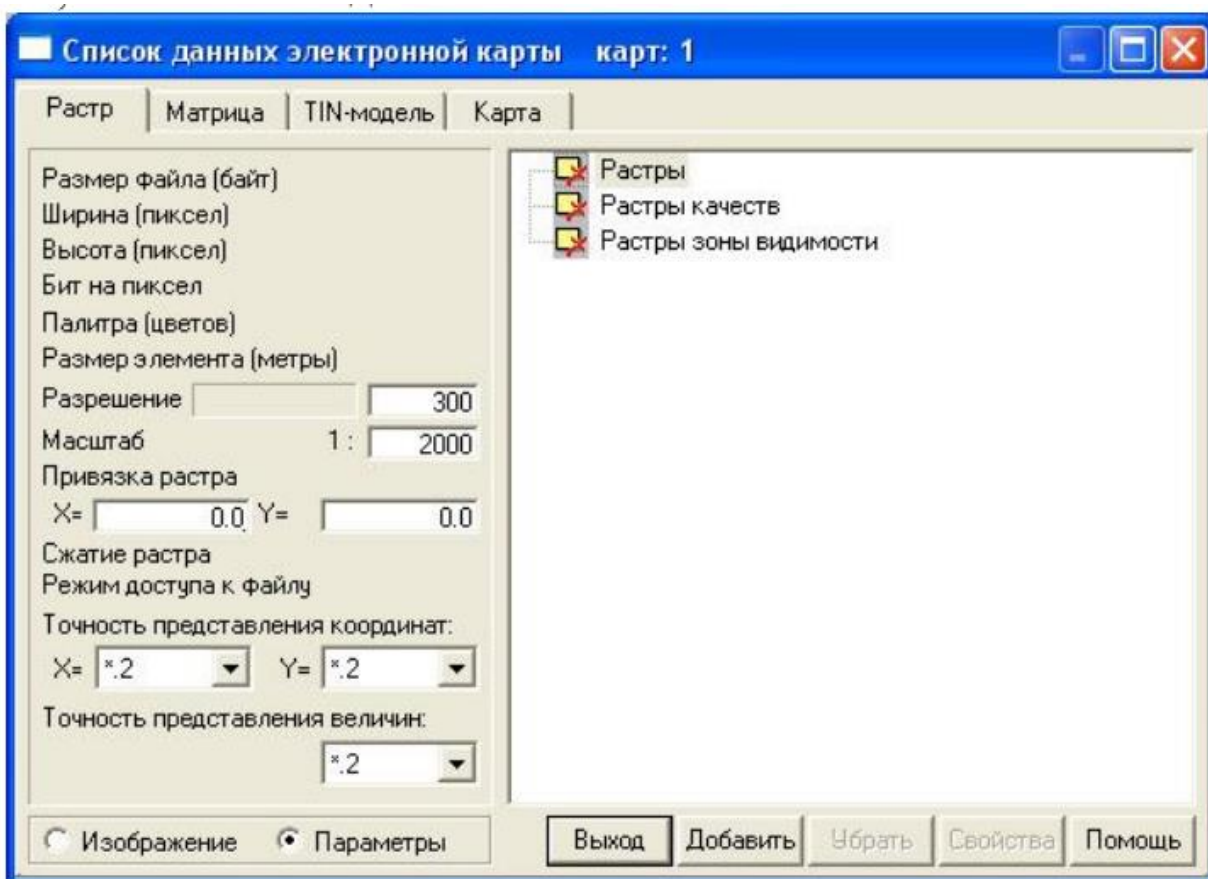 Список данных электронной карты карт: 1
Растр Матрица TIN-модель Карта
Размер файла (байт)
Ширина (пиксел)
Высота (пиксел)
Бит на пиксел
Палитра (цветов)
Размер элемента (метры)
Разрешение 300
Масштаб 1 : 2000
Привязка растра
X= 0.0 Y= 0.0
Сжатие растра
Режим доступа к файлу
Точность представления координат:
X= *.2 Y= *.2
Точность представления величин:
*.2
Изображение Параметры
Растры
Растры качеств
Растры зоны видимости
Выход Добавить Убрать Свойства Помощь